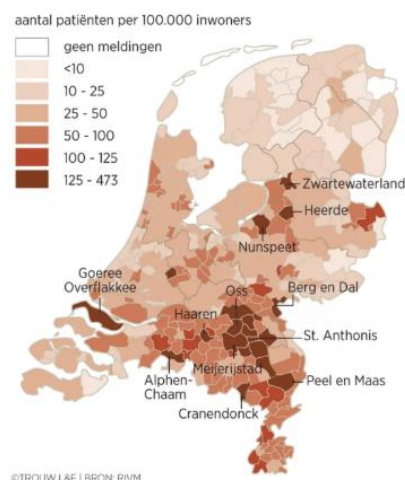 aantal patiënten per 100.000 inwoners
geen meldingen
<10
10 - 25
25 - 50
50 - 100
100 - 125
125 - 473
Zwartewaterland
Heerde
Nunspeet
Goeree
Overflakkee
Oss
Berg en Dal
Haaren
St. Anthonis
Meijerijstad
Alphen-
Chaam
Peel en Maas
Cranendonck
©TROUW L&F | BRON: RIVM